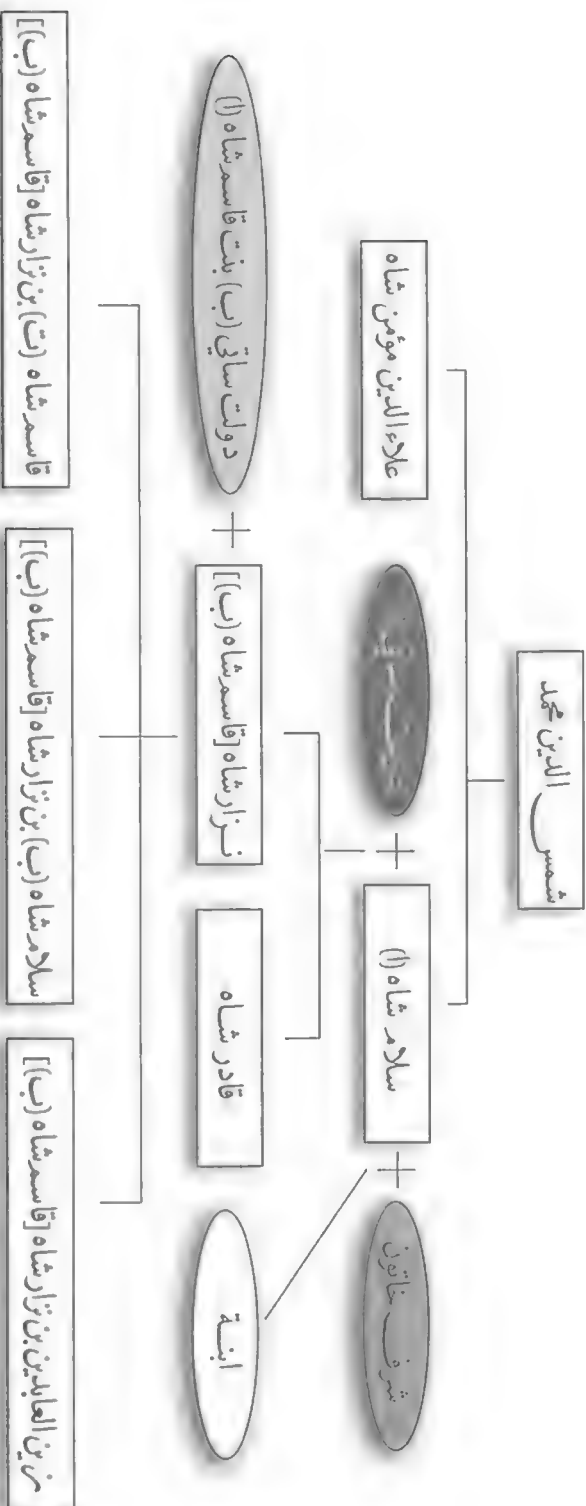 شمس الدين محمد
سلام شاه (ا)
علاء الدين مؤمن شاه
شرف خاتون
ابنة
قادر شاه
نزار شاه [قاسم شاه (ب)]
دولت ساتي (ب) بنت قاسم شاه (ا)
زين العابدين بن نزار شاه [قاسم شاه (ب)]
سلام شاه (ب) بن نزار شاه [قاسم شاه (ب)]
قاسم شاه (ت) بن نزار شاه [قاسم شاه (ب)]